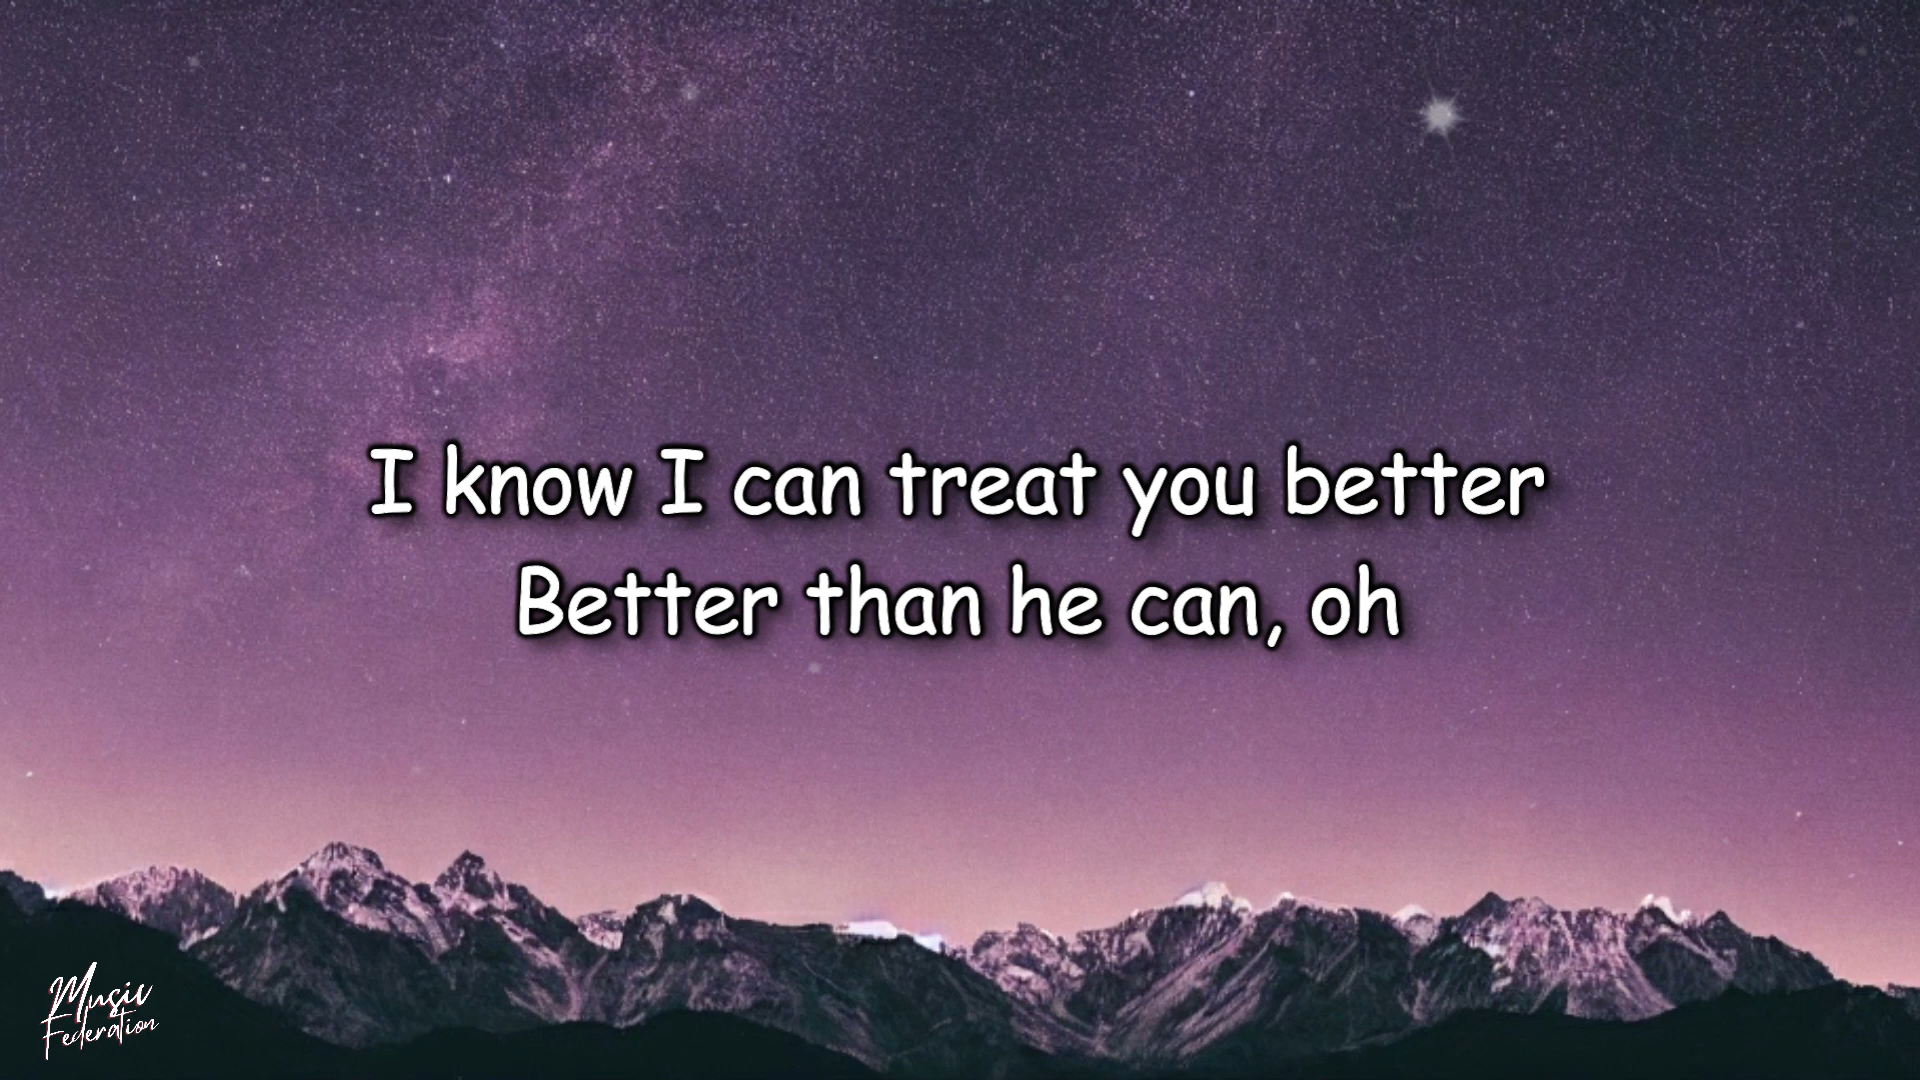 I know I can treat you better
Better than he can, oh
Music
Federation